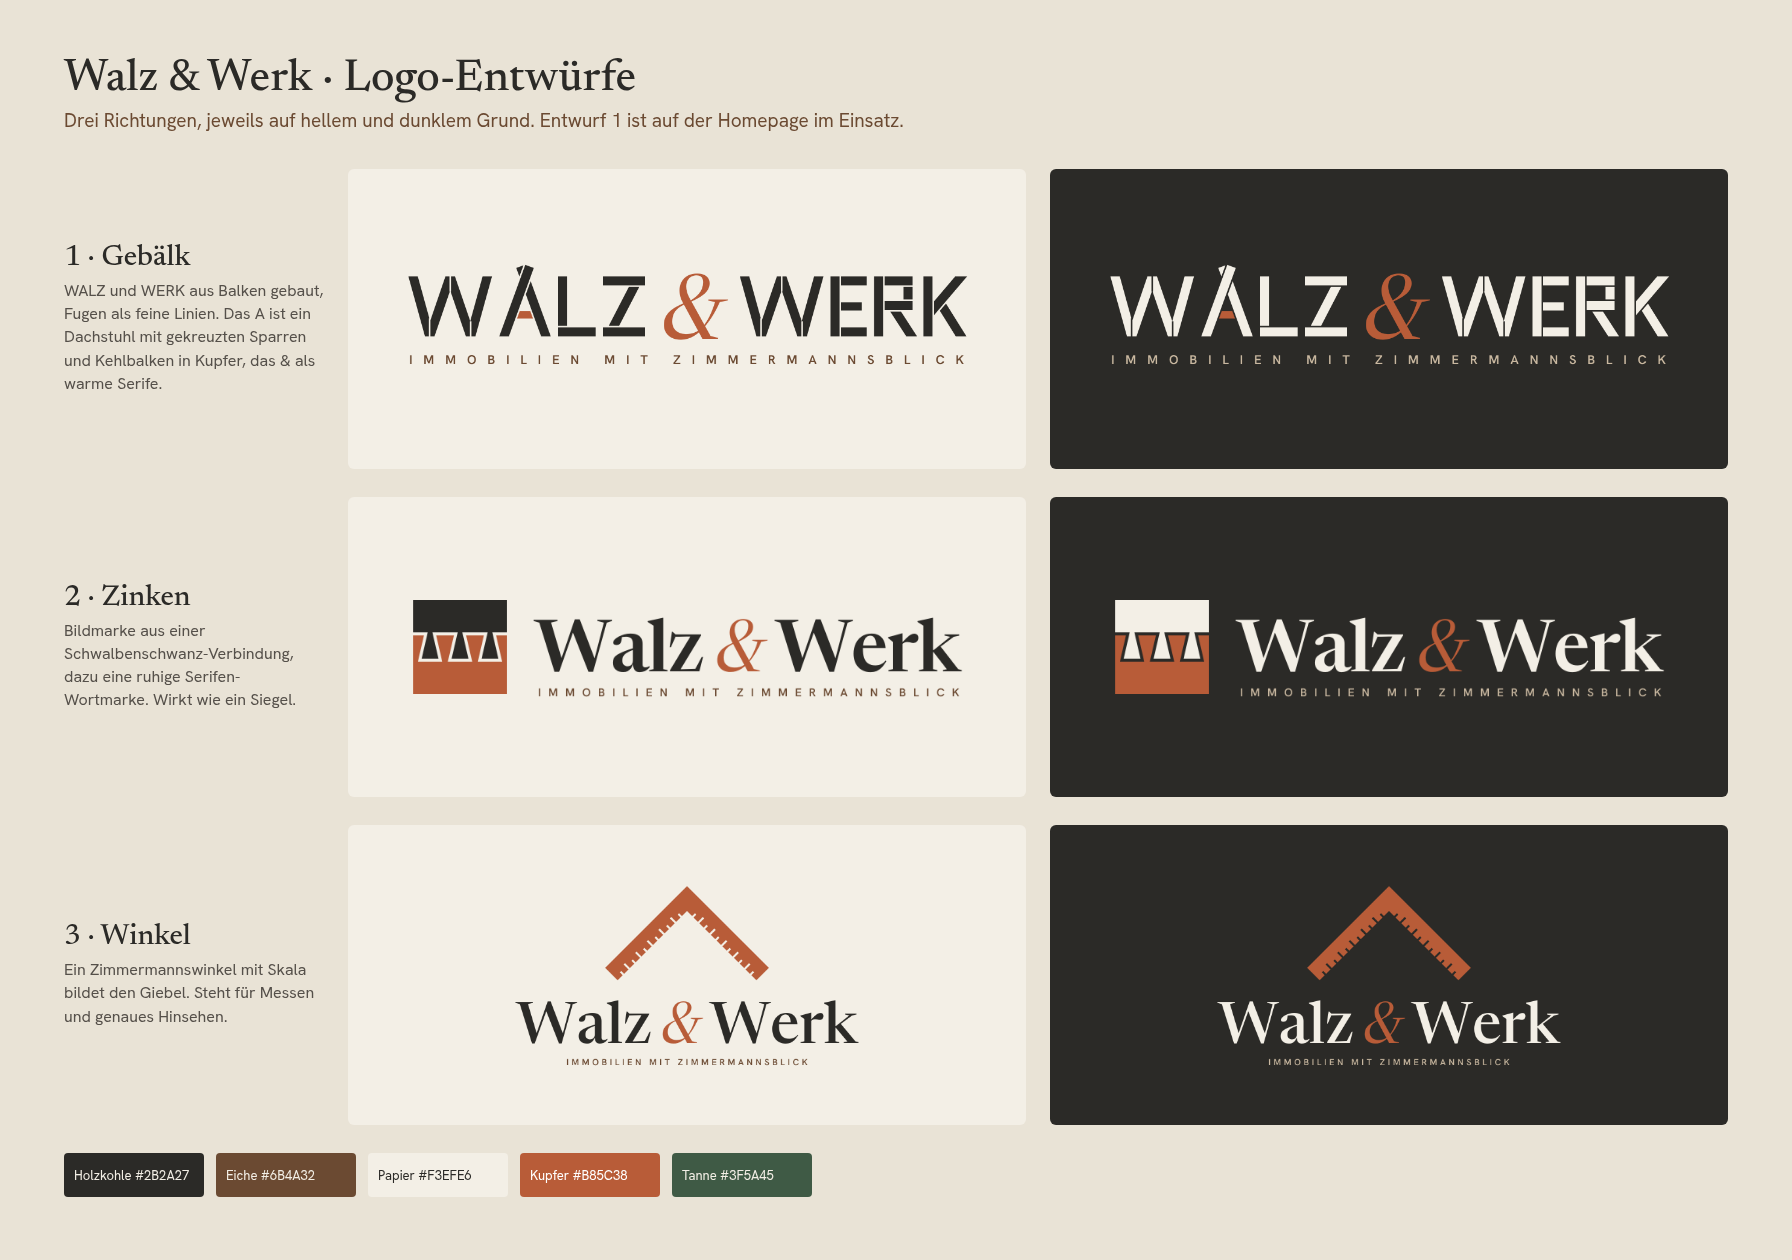 Walz & Werk · Logo-Entwürfe
Drei Richtungen, jeweils auf hellem und dunklem Grund. Entwurf 1 ist auf der Homepage im Einsatz.
1 · Gebälk
WALZ und WERK aus Balken gebaut,
Fugen als feine Linien. Das A ist ein
Dachstuhl mit gekreuzten Sparren
und Kehlbalken in Kupfer, das & als
warme Serife.
WALZ & WERK
IMMOBILIEN MIT ZIMMERMANNSBLICK
WALZ & WERK
IMMOBILIEN MIT ZIMMERMANNSBLICK
2 · Zinken
Bildmarke aus einer
Schwalbenschwanz-Verbindung,
dazu eine ruhige Serifen-
Wortmarke. Wirkt wie ein Siegel.
Walz & Werk
IMMOBILIEN MIT ZIMMERMANNSBLICK
Walz & Werk
IMMOBILIEN MIT ZIMMERMANNSBLICK
3 · Winkel
Ein Zimmermannswinkel mit Skala
bildet den Giebel. Steht für Messen
und genaues Hinsehen.
Walz & Werk
IMMOBILIEN MIT ZIMMERMANNSBLICK
Walz & Werk
IMMOBILIEN MIT ZIMMERMANNSBLICK
Holzkohle #2B2A27
Eiche #6B4A32
Papier #F3EFE6
Kupfer #B85C38
Tanne #3F5A45